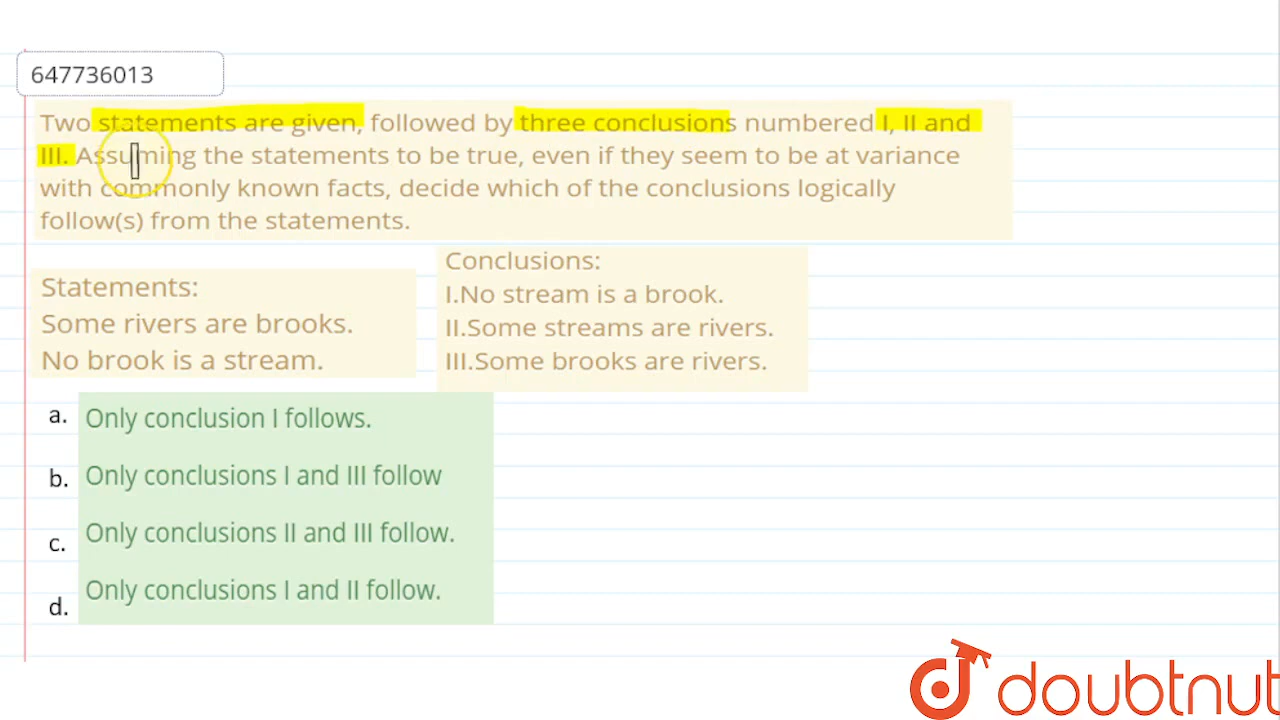 647736013
Two statements are given, followed by three conclusions numbered I, II and
III. Assuming the statements to be true, even if they seem to be at variance
with commonly known facts, decide which of the conclusions logically
follow(s) from the statements.
Statements:
Some rivers are brooks.
No brook is a stream.
Conclusions:
I.No stream is a brook.
II.Some streams are rivers.
III.Some brooks are rivers.
a. Only conclusion I follows.
b. Only conclusions I and III follow
c. Only conclusions II and III follow.
d. Only conclusions I and II follow.
doubtnut